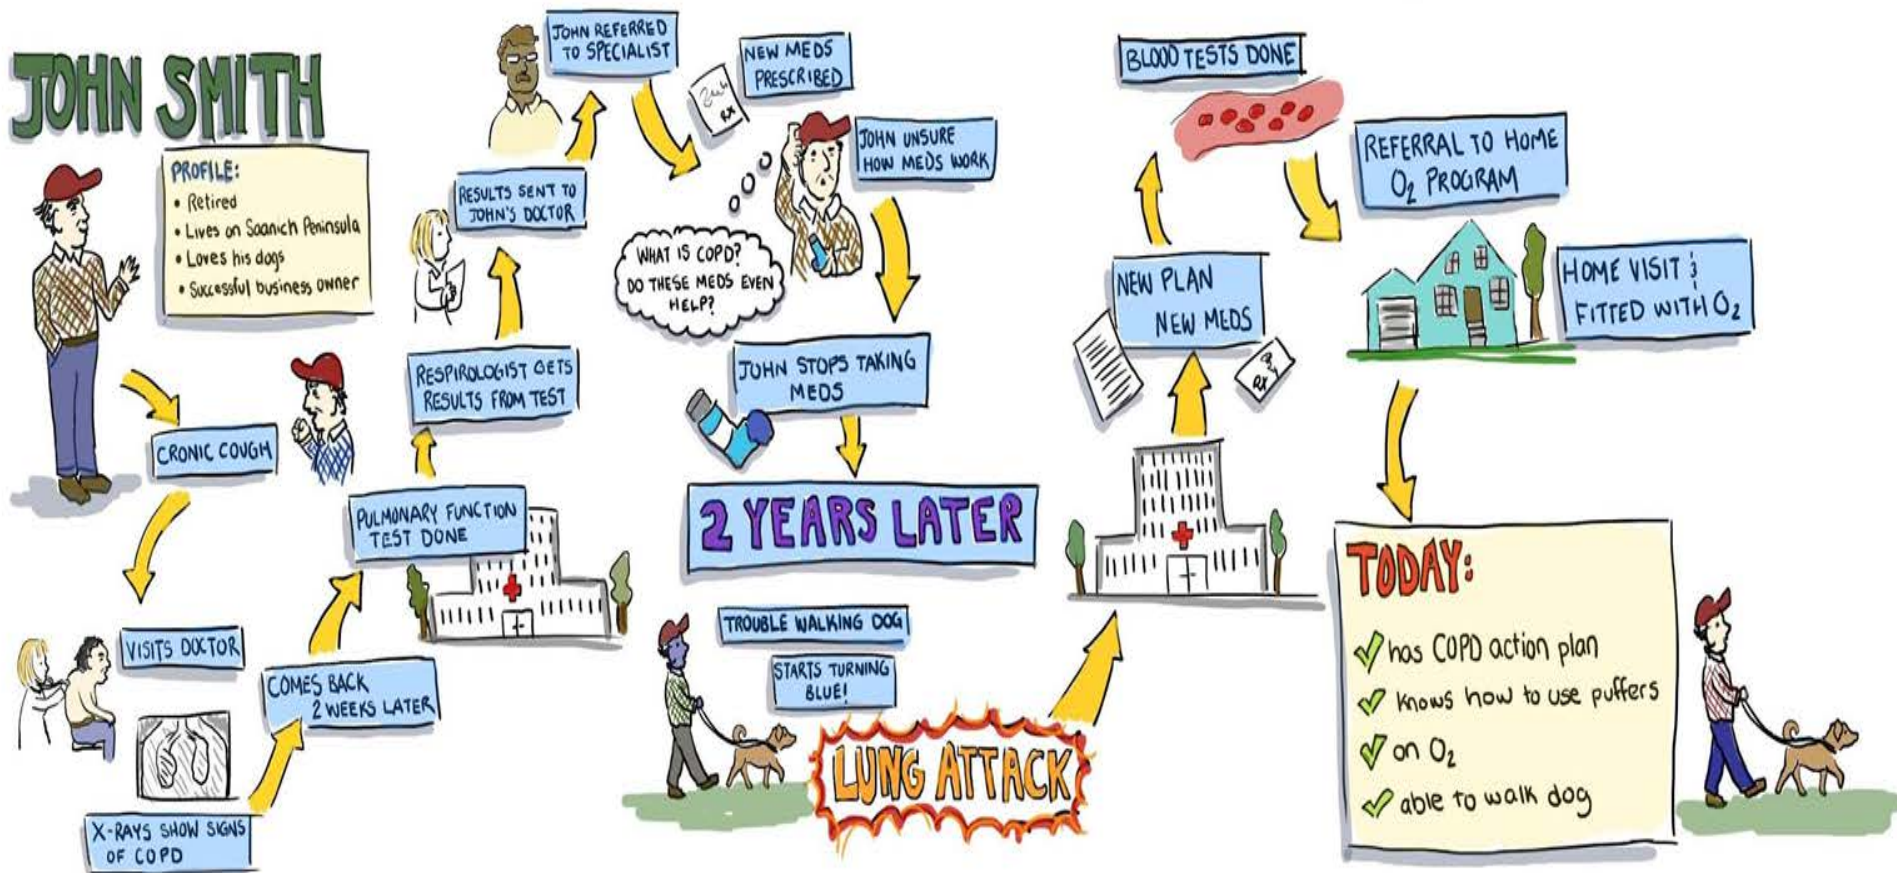 JOHN SMITH
PROFILE:
• Retired
• Lives on Saanich Peninsula
• Loves his dogs
• Successful business owner
CRONIC COUGH
VISITS DOCTOR
X-RAYS SHOW SIGNS
OF COPD
COMES BACK
2 WEEKS LATER
PULMONARY FUNCTION
TEST DONE
RESPIROLOGIST GETS
RESULTS FROM TEST
RESULTS SENT TO
JOHN'S DOCTOR
JOHN REFERRED
TO SPECIALIST
NEW MEDS
PRESCRIBED
RX
JOHN UNSURE
HOW MEDS WORK
WHAT IS COPD?
DO THESE MEDS EVEN
HELP?
JOHN STOPS TAKING
MEDS
2 YEARS LATER
TROUBLE WALKING DOG
STARTS TURNING
BLUE!
LUNG ATTACK
NEW PLAN
NEW MEDS
RX
BLOOD TESTS DONE
REFERRAL TO HOME
O₂ PROGRAM
HOME VISIT &
FITTED WITH O₂
TODAY:
✓ has COPD action plan
✓ knows how to use puffers
✓ on O₂
✓ able to walk dog